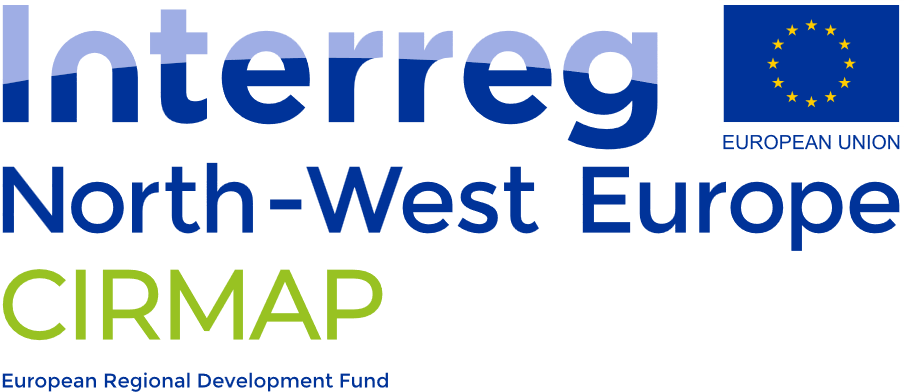 Interreg
EUROPEAN UNION
North-West Europe
CIRMAP
European Regional Development Fund